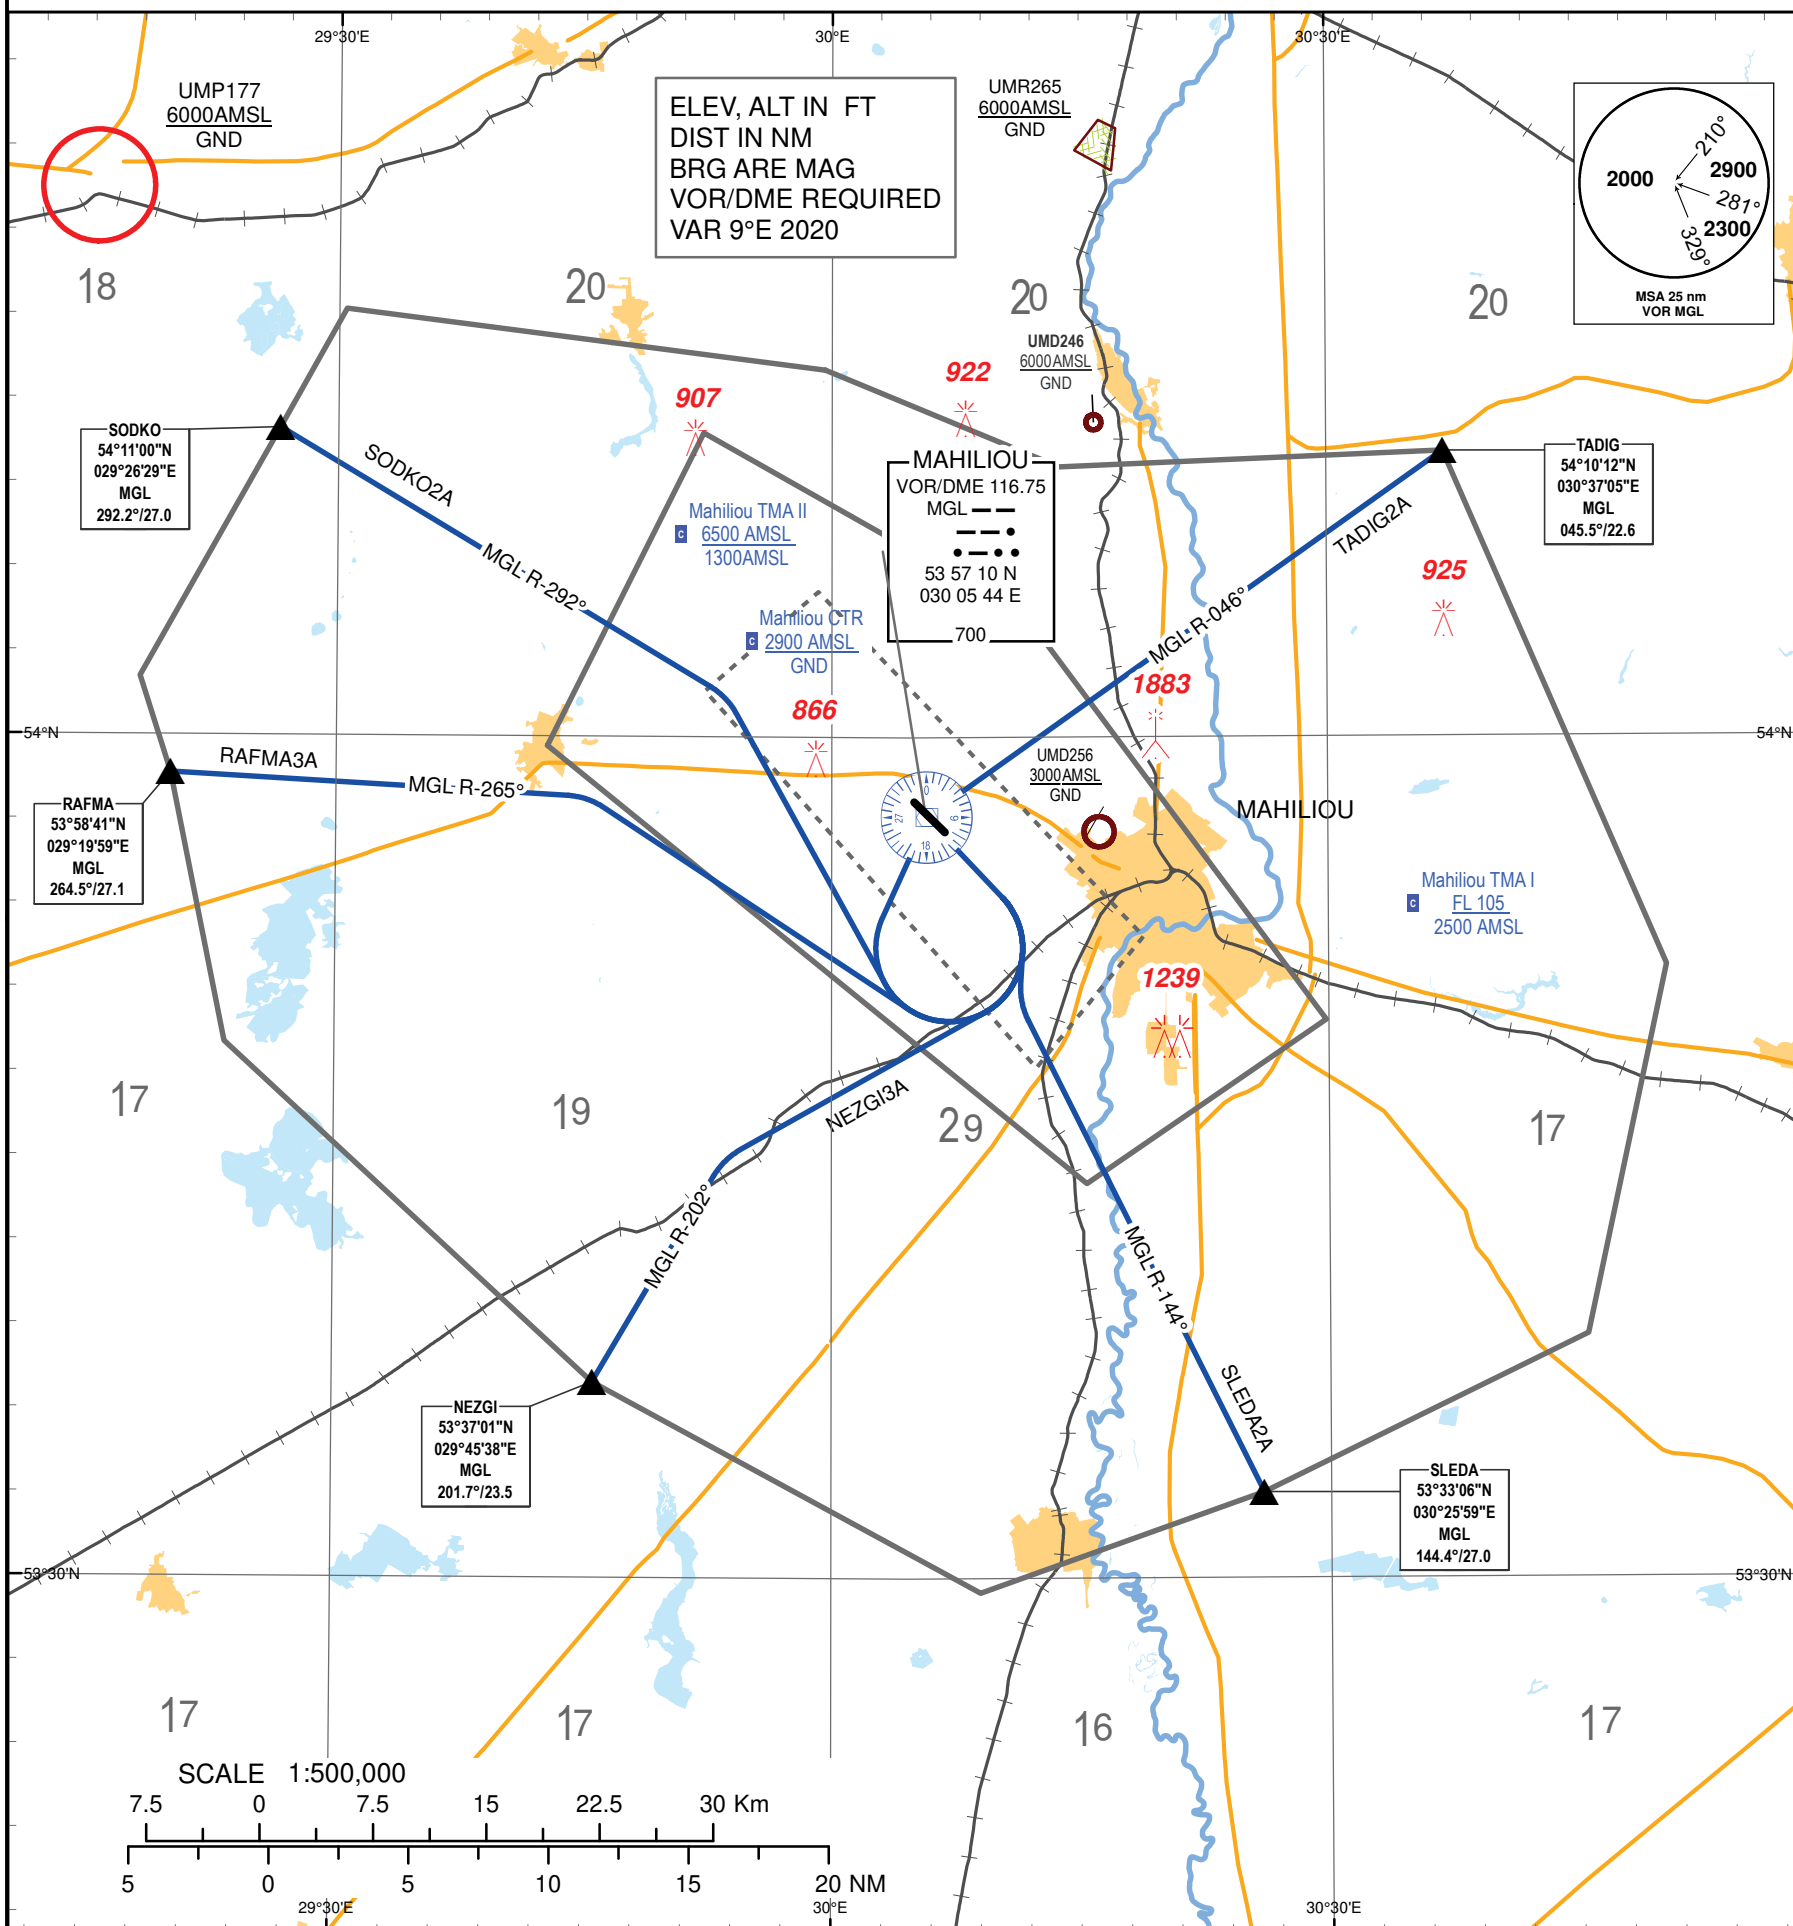 29°30'E
30°E
30°30'E
UMP177
6000AMSL
GND
ELEV, ALT IN FT
DIST IN NM
BRG ARE MAG
VOR/DME REQUIRED
VAR 9°E 2020
UMR265
6000AMSL
GND
210°
2000
2900
281°
2300
329°
MSA 25 nm
VOR MGL
18
20
20
20
UMD246
6000AMSL
GND
922
907
SODKO
54°11'00"N
029°26'29"E
MGL
292.2°/27.0
SODKO2A
MGL R-292°
Mahiliou TMA II
C
6500 AMSL
1300AMSL
MAHILIOU
VOR/DME 116.75
MGL
53 57 10 N
030 05 44 E
700
TADIG
54°10'12"N
030°37'05"E
MGL
045.5°/22.6
TADIG2A
MGL R-046°
925
Mahiliou CTR
C
2900 AMSL
GND
1883
866
54°N
54°N
RAFMA3A
MGL R-265°
RAFMA
53°58'41"N
029°19'59"E
MGL
264.5°/27.1
UMD256
3000AMSL
GND
0
27
9
18
MAHILIOU
Mahiliou TMA I
C
FL 105
2500 AMSL
1239
17
19
29
17
NEZGI3A
MGL R-202°
MGL R-144°
SLEDA2A
NEZGI
53°37'01"N
029°45'38"E
MGL
201.7°/23.5
SLEDA
53°33'06"N
030°25'59"E
MGL
144.4°/27.0
53°30'N
53°30'N
17
17
16
17
SCALE 1:500,000
7.5 0 7.5 15 22.5 30 Km
5 0 5 10 15 20 NM
29°30'E
30°E
30°30'E